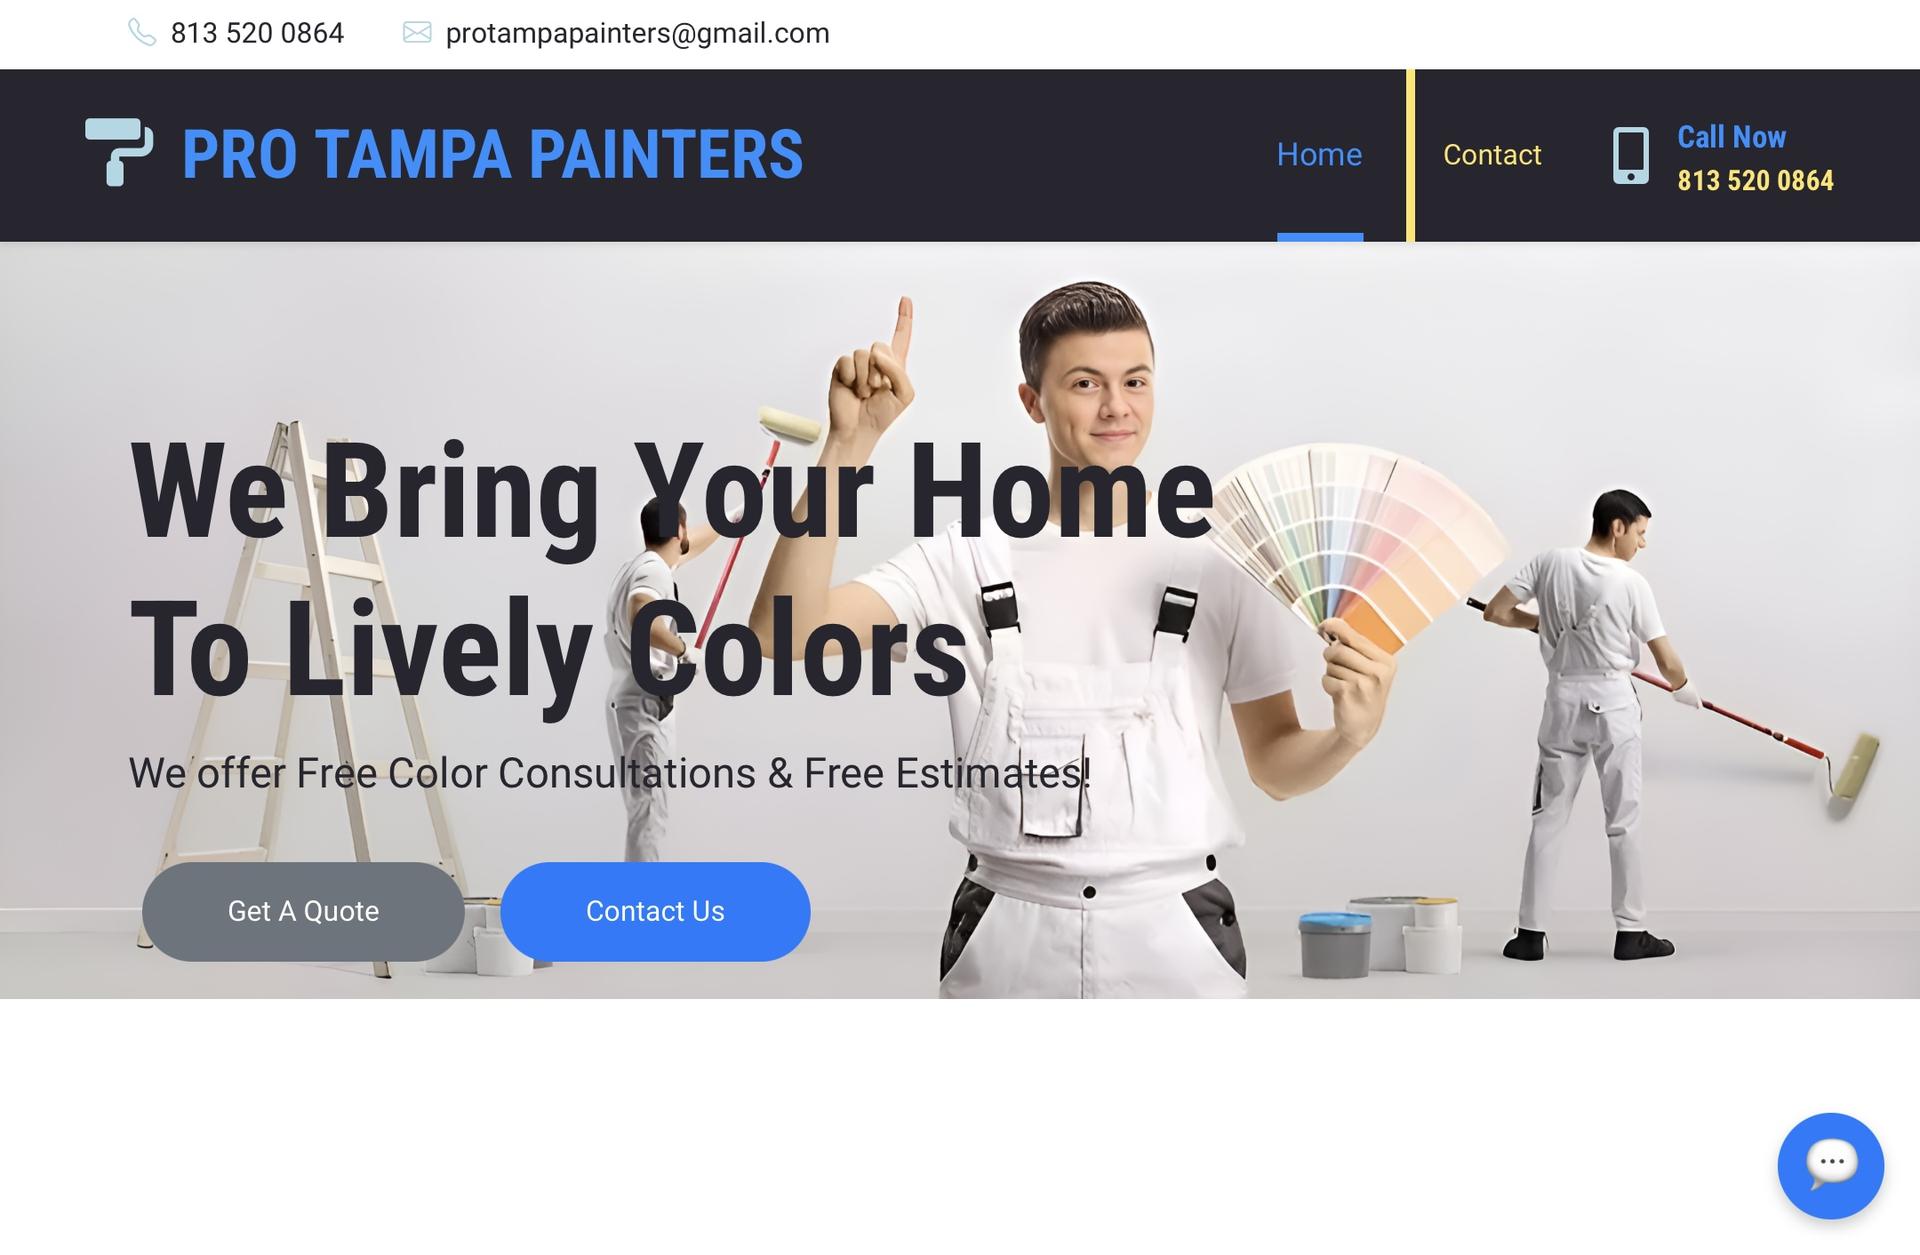 813 520 0864
protampapainters@gmail.com
PRO TAMPA PAINTERS
Home
Contact
Call Now
813 520 0864
We Bring Your Home
To Lively Colors
We offer Free Color Consultations & Free Estimates!
Get A Quote
Contact Us